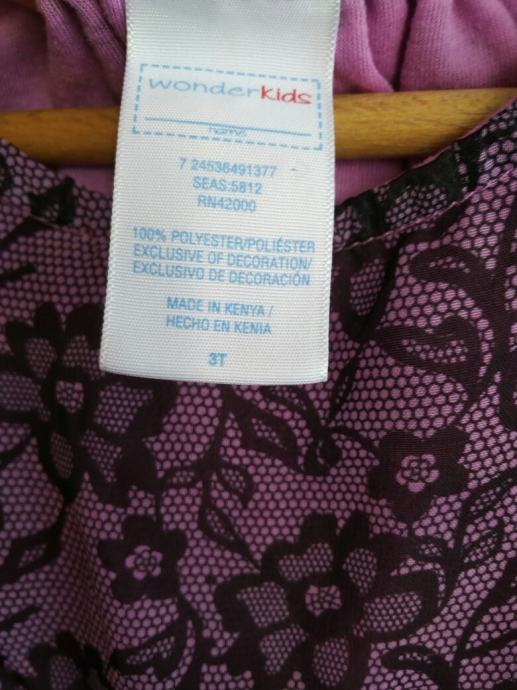 wonderkids
name
7 24536491377
SEAS:5812
RN42000
100% POLYESTER/POLIÉSTER
EXCLUSIVE OF DECORATION/
EXCLUSIVO DE DECORACIÓN
MADE IN KENYA /
HECHO EN KENIA
3T